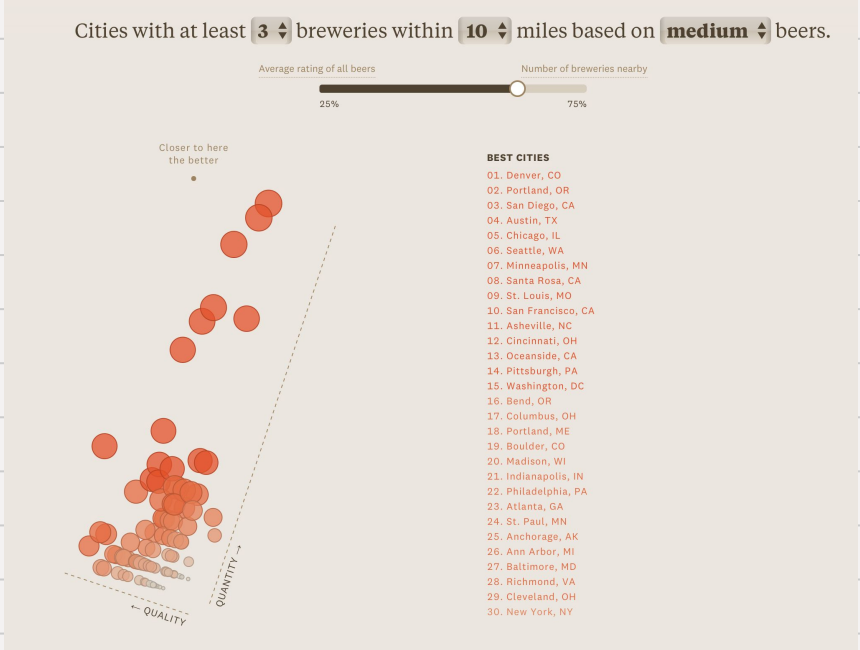 Cities with at least 3 breweries within 10 miles based on medium beers.
Average rating of all beers
Number of breweries nearby
25%
75%
Closer to here
the better
← QUALITY
QUANTITY →
BEST CITIES
01. Denver, CO
02. Portland, OR
03. San Diego, CA
04. Austin, TX
05. Chicago, IL
06. Seattle, WA
07. Minneapolis, MN
08. Santa Rosa, CA
09. St. Louis, MO
10. San Francisco, CA
11. Asheville, NC
12. Cincinnati, OH
13. Oceanside, CA
14. Pittsburgh, PA
15. Washington, DC
16. Bend, OR
17. Columbus, OH
18. Portland, ME
19. Boulder, CO
20. Madison, WI
21. Indianapolis, IN
22. Philadelphia, PA
23. Atlanta, GA
24. St. Paul, MN
25. Anchorage, AK
26. Ann Arbor, MI
27. Baltimore, MD
28. Richmond, VA
29. Cleveland, OH
30. New York, NY